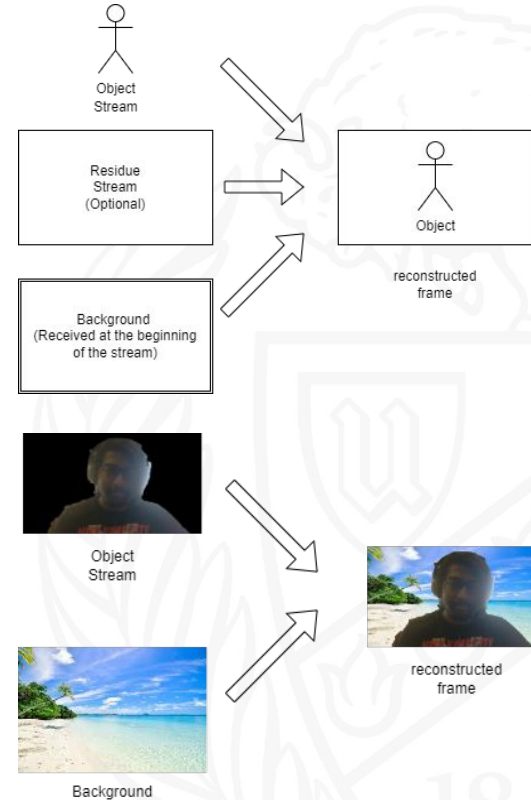 Object
Stream
Residue
Stream
(Optional)
Object
reconstructed
frame
Background
(Received at the beginning
of the stream)
Object
Stream
reconstructed
frame
Background
18